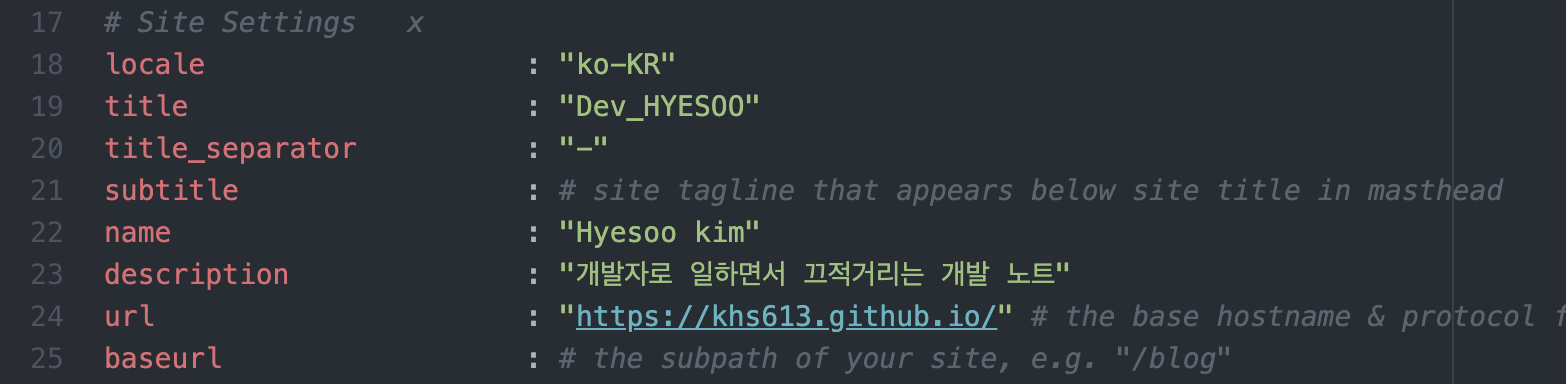 17 # Site Settings x
18 locale : "ko-KR"
19 title : "Dev_HYESOO"
20 title_separator : "-"
21 subtitle : # site tagline that appears below site title in masthead
22 name : "Hyesoo kim"
23 description : "개발자로 일하면서 끄적거리는 개발 노트"
24 url : "https://khs613.github.io/" # the base hostname & protocol f
25 baseurl : # the subpath of your site, e.g. "/blog"